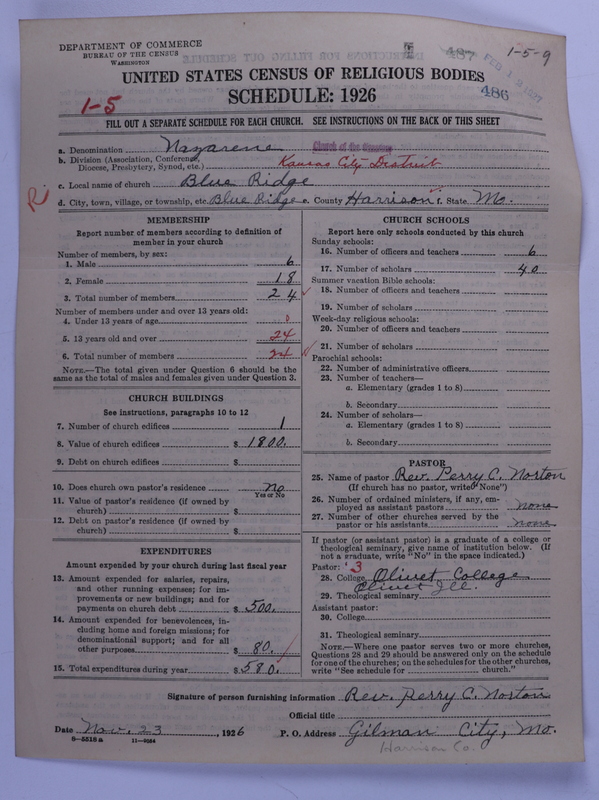 DEPARTMENT OF COMMERCE
BUREAU OF THE CENSUS
WASHINGTON
487
1-5-9
FEB 1 1927
UNITED STATES CENSUS OF RELIGIOUS BODIES
SCHEDULE: 1926
486
1-5
FILL OUT A SEPARATE SCHEDULE FOR EACH CHURCH. SEE INSTRUCTIONS ON THE BACK OF THIS SHEET
a. Denomination Nazarene Church of the Nazarene
b. Division (Association, Conference, Diocese, Presbytery, Synod, etc.) Kansas City District
c. Local name of church Blue Ridge
R
d. City, town, village, or township, etc. Blue Ridge e. County Harrison f. State Mo.
MEMBERSHIP
Report number of members according to definition of
member in your church
Number of members, by sex:
1. Male 6
2. Female 18
3. Total number of members 24
Number of members under and over 13 years old:
4. Under 13 years of age 0
5. 13 years old and over 24
6. Total number of members 24
NOTE.—The total given under Question 6 should be the
same as the total of males and females given under Question 3.
CHURCH BUILDINGS
See instructions, paragraphs 10 to 12
7. Number of church edifices 1
8. Value of church edifices $ 1800.
9. Debt on church edifices $
10. Does church own pastor's residence No
Yes or No
11. Value of pastor's residence (if owned by
church) $
12. Debt on pastor's residence (if owned by
church) $
EXPENDITURES
Amount expended by your church during last fiscal year
13. Amount expended for salaries, repairs,
and other running expenses; for im-
provements or new buildings; and for
payments on church debt $ 500.
14. Amount expended for benevolences, in-
cluding home and foreign missions; for
denominational support; and for all
other purposes $ 80.
15. Total expenditures during year $ 580.
CHURCH SCHOOLS
Report here only schools conducted by this church
Sunday schools:
16. Number of officers and teachers 6
17. Number of scholars 40
Summer vacation Bible schools:
18. Number of officers and teachers
19. Number of scholars
Week-day religious schools:
20. Number of officers and teachers
21. Number of scholars
Parochial schools:
22. Number of administrative officers
23. Number of teachers—
a. Elementary (grades 1 to 8)
b. Secondary
24. Number of scholars—
a. Elementary (grades 1 to 8)
b. Secondary
PASTOR
25. Name of pastor Rev. Perry C. Norton
(If church has no pastor, write "None")
26. Number of ordained ministers, if any, em-
ployed as assistant pastors none
27. Number of other churches served by the
pastor or his assistants none
If pastor (or assistant pastor) is a graduate of a college or
theological seminary, give name of institution below. (If
not a graduate, write "No" in the space indicated.)
Pastor: 3
28. College Olivet College
Olivet Ill.
29. Theological seminary
Assistant pastor:
30. College
31. Theological seminary
NOTE.—Where one pastor serves two or more churches,
Questions 28 and 29 should be answered only on the schedule
for one of the churches; on the schedules for the other churches,
write "See schedule for church."
Signature of person furnishing information Rev. Perry C. Norton
Official title
Date Nov. 23, 1926 P. O. Address Gilman City, Mo.
8-5518a 11-9084
Harrison Co.